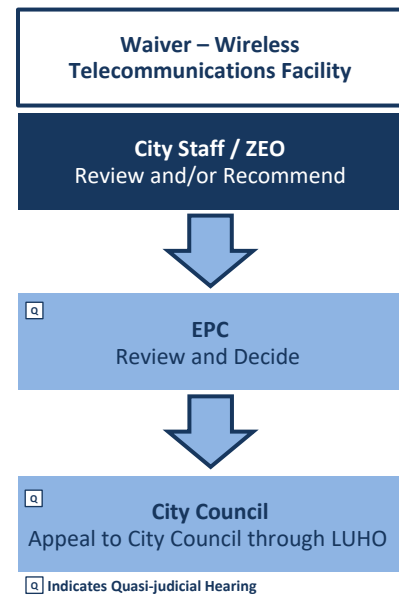 Waiver – Wireless
Telecommunications Facility
City Staff / ZEO
Review and/or Recommend
Q
EPC
Review and Decide
Q
City Council
Appeal to City Council through LUHO
Q Indicates Quasi-judicial Hearing